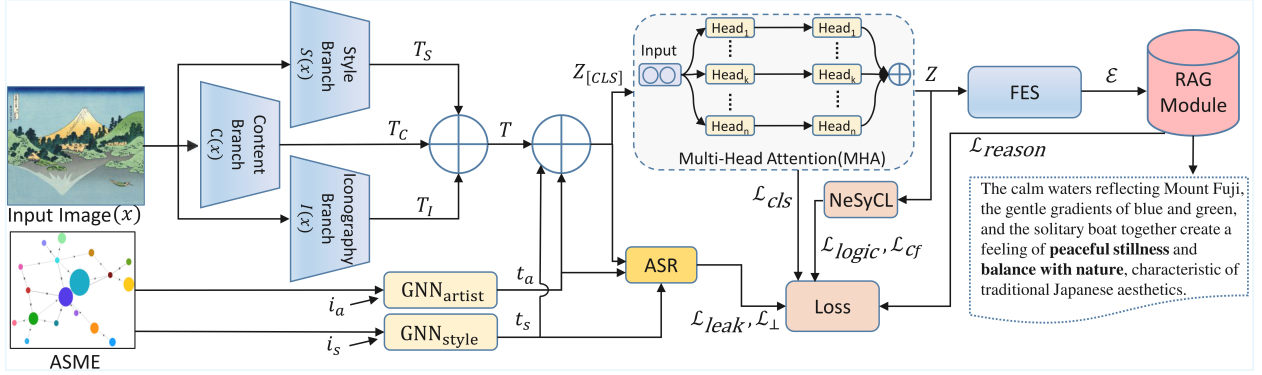 Style
Branch
S(x)
Content
Branch
C(x)
Iconography
Branch
I(x)
Input Image(x)
ASME
T_S
T_C
T_I
T
i_a
i_s
GNN_artist
GNN_style
t_a
t_s
Z_[CLS]
Input
Head_1
Head_k
Head_n
Head_1
Head_k
Head_n
Multi-Head Attention(MHA)
Z
FES
ℰ
RAG
Module
ℒ_reason
ℒ_cls
NeSyCL
ℒ_logic, ℒ_cf
ASR
ℒ_leak, ℒ_⊥
Loss
The calm waters reflecting Mount Fuji,
the gentle gradients of blue and green,
and the solitary boat together create a
feeling of peaceful stillness and
balance with nature, characteristic of
traditional Japanese aesthetics.